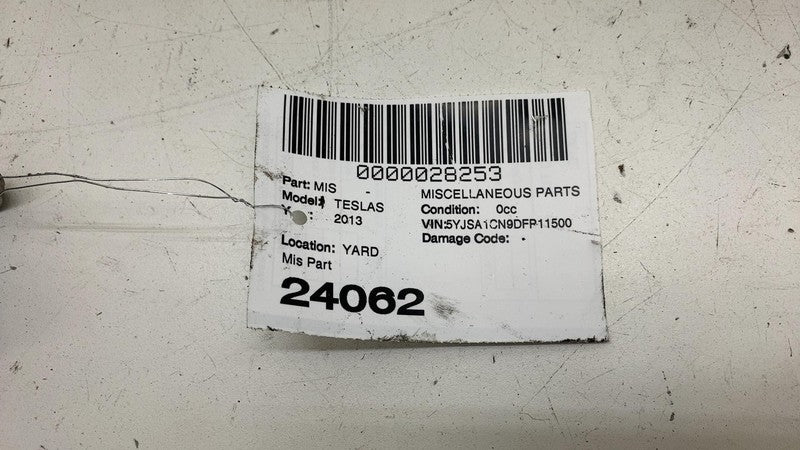 0000028253
Part: MIS - MISCELLANEOUS PARTS
Model: TESLAS Condition: 0cc
2013 VIN:5YJSA1CN9DFP11500
Location: YARD Damage Code: -
Mis Part
24062